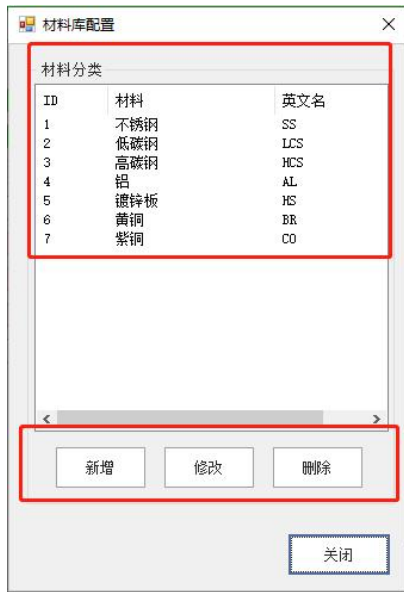 材料库配置
材料分类
ID 材料 英文名
1 不锈钢 SS
2 低碳钢 LCS
3 高碳钢 HCS
4 铝 AL
5 镀锌板 HS
6 黄铜 BR
7 紫铜 CO
新增 修改 删除
关闭